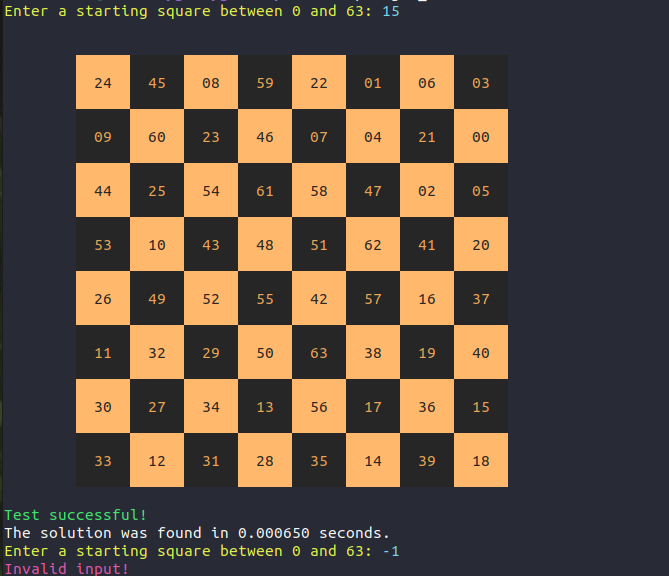 Enter a starting square between 0 and 63: 15
24 45 08 59 22 01 06 03
09 60 23 46 07 04 21 00
44 25 54 61 58 47 02 05
53 10 43 48 51 62 41 20
26 49 52 55 42 57 16 37
11 32 29 50 63 38 19 40
30 27 34 13 56 17 36 15
33 12 31 28 35 14 39 18
Test successful!
The solution was found in 0.000650 seconds.
Enter a starting square between 0 and 63: -1
Invalid input!